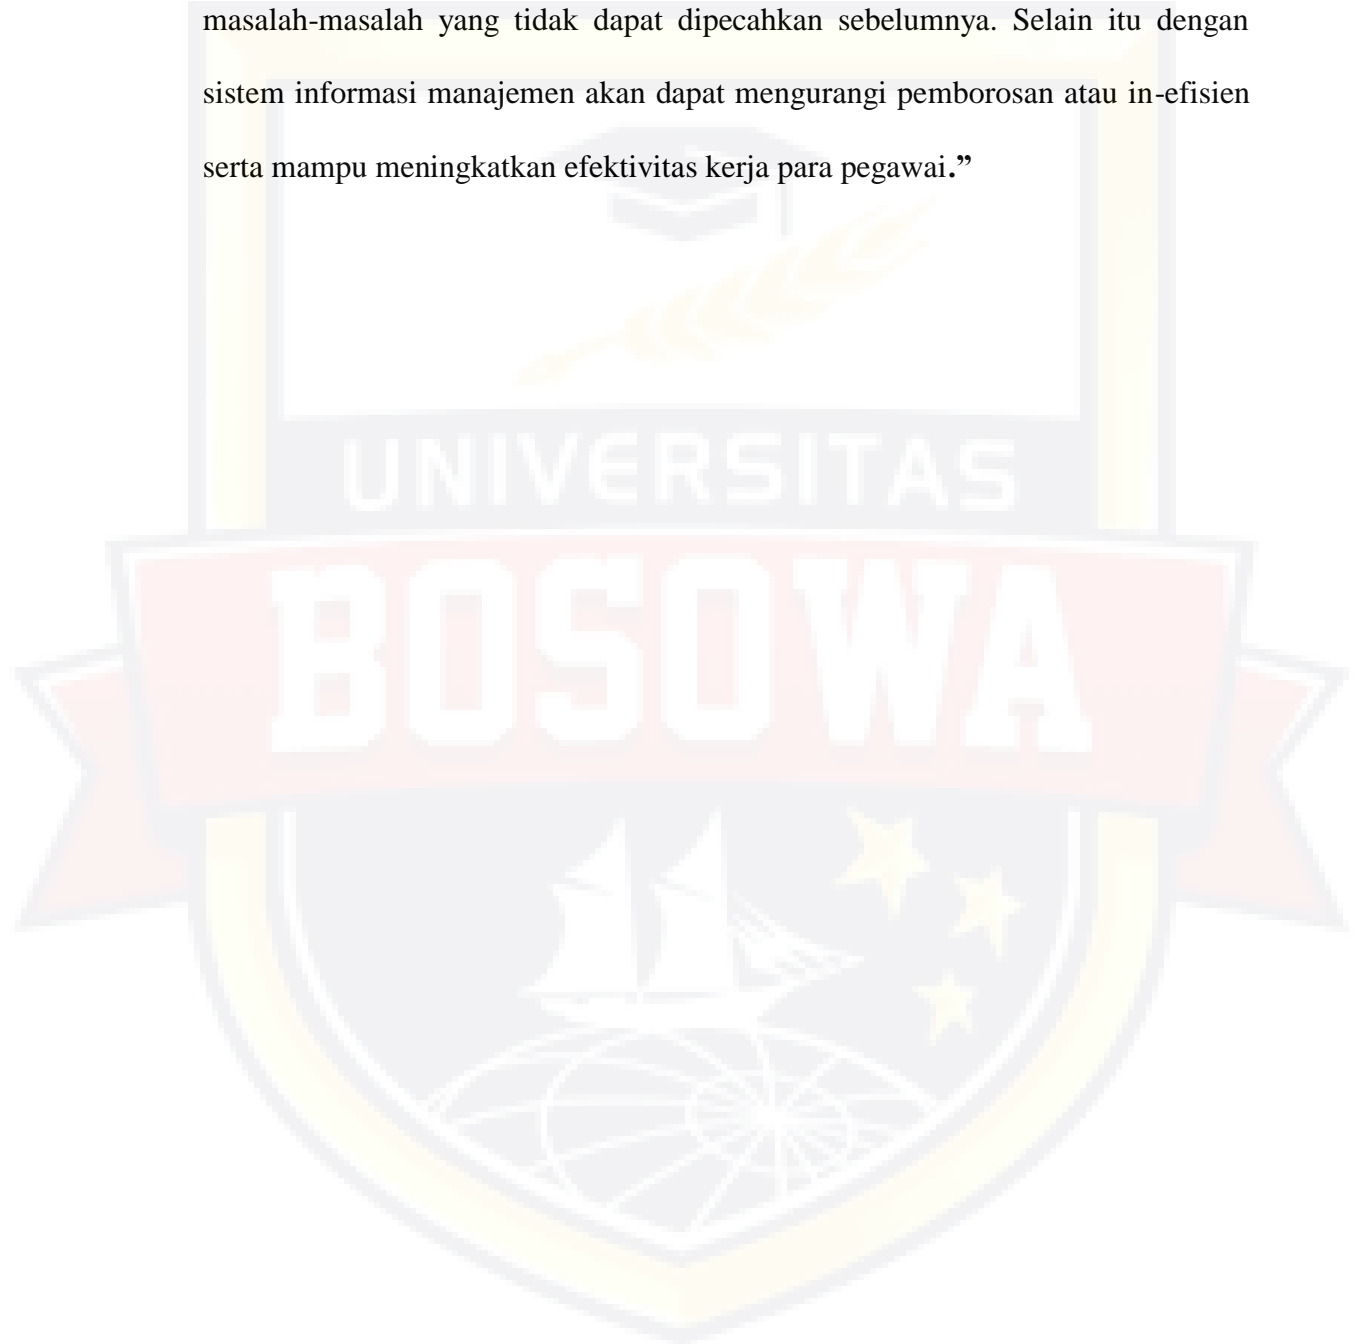 masalah-masalah yang tidak dapat dipecahkan sebelumnya. Selain itu dengan
sistem informasi manajemen akan dapat mengurangi pemborosan atau in-efisien
serta mampu meningkatkan efektivitas kerja para pegawai.”
UNIVERSITAS
BOSOWA